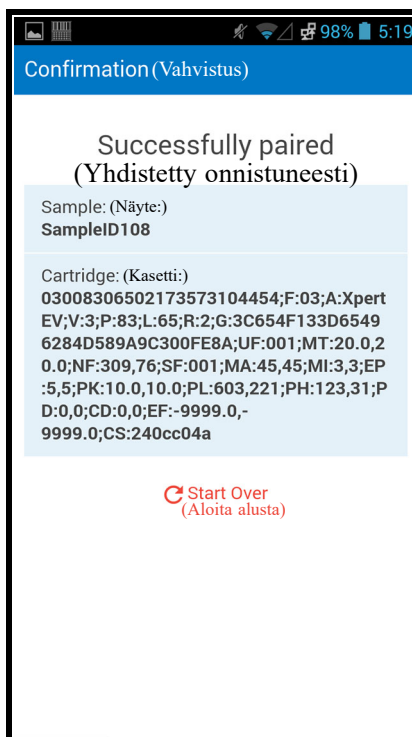 98% 5:19
Confirmation (Vahvistus)
Successfully paired
(Yhdistetty onnistuneesti)
Sample: (Näyte:)
SampleID108
Cartridge: (Kasetti:)
03008306502173573104454;F:03;A:Xpert
EV;V:3;P:83;L:65;R:2;G:3C654F133D6549
6284D589A9C300FE8A;UF:001;MT:20.0,2
0.0;NF:309,76;SF:001;MA:45,45;MI:3,3;EP
:5,5;PK:10.0,10.0;PL:603,221;PH:123,31;P
D:0,0;CD:0,0;EF:-9999.0,-
9999.0;CS:240cc04a
Start Over
(Aloita alusta)